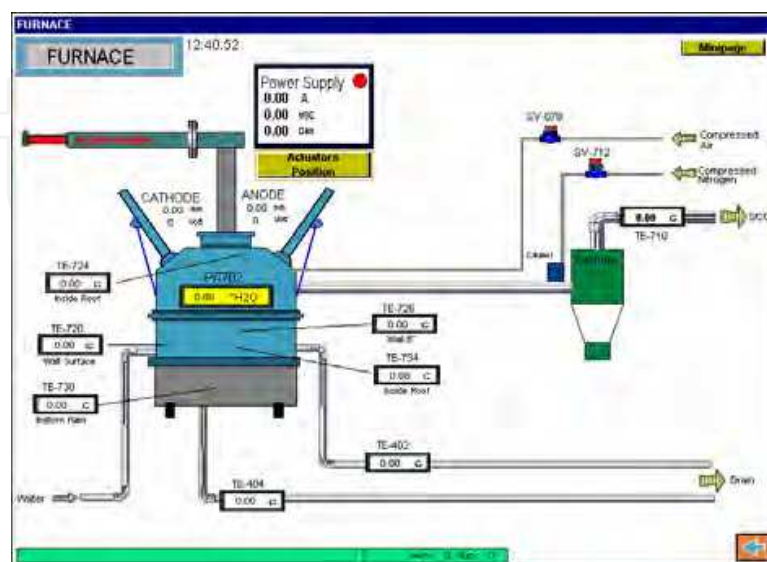 FURNACE
FURNACE
12:40.52
Minipage
Power Supply
0.00 A
0.00
0.00
Actuators
Position
SV-070
Compressed
Air
SV-712
Compressed
Nitrogen
CATHODE
0.00
0
ANODE
0.00
0
0.00 C
TE-710
TE-724
0.00 C
Inside Roof
0.00 "H2O
TE-720
0.00 C
Wall Surface
TE-726
0.00 C
TE-734
0.00 C
Inside Roof
TE-730
0.00 C
TE-402
0.00 C
TE-404
0.00 C
Water
Drain